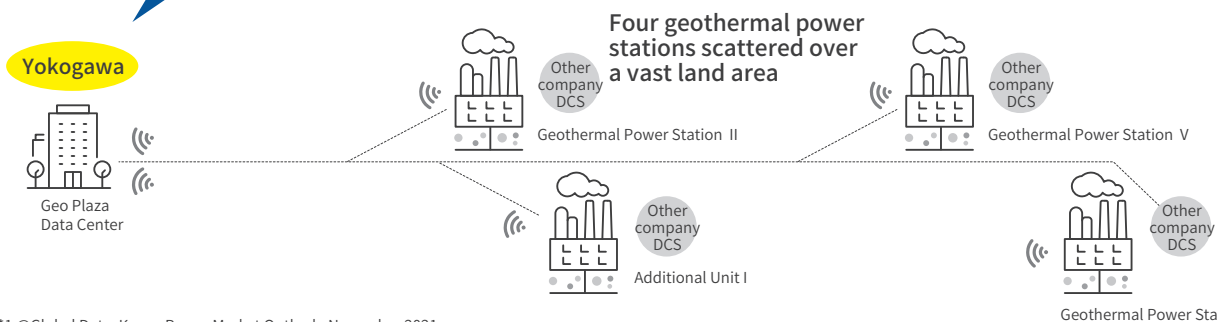 Four geothermal power
stations scattered over
a vast land area
Yokogawa
Geo Plaza
Data Center
Other
company
DCS
Geothermal Power Station II
Other
company
DCS
Geothermal Power Station V
Other
company
DCS
Additional Unit I
Other
company
DCS
Geothermal Power Sta